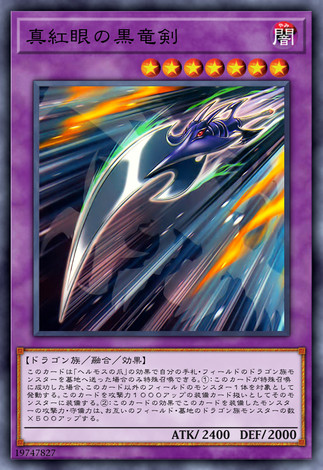 真紅眼の黒竜剣
闇
やみ
【ドラゴン族／融合／効果】
このカードは「ヘルモスの爪」の効果で自分の手札・フィールドのドラゴン族
モンスターを墓地へ送った場合のみ特殊召喚できる。①：このカードが特殊召喚
に成功した場合、このカード以外のフィールドのモンスター１体を対象として
発動する。このカードを攻撃力１０００アップの装備カード扱いとしてそのモ
ンスターに装備する。②：このカードの効果でこのカードを装備したモンスタ
ーの攻撃力・守備力は、お互いのフィールド・墓地のドラゴン族モンスターの数
×５００アップする。
ATK/ 2400 DEF/2000
19747827